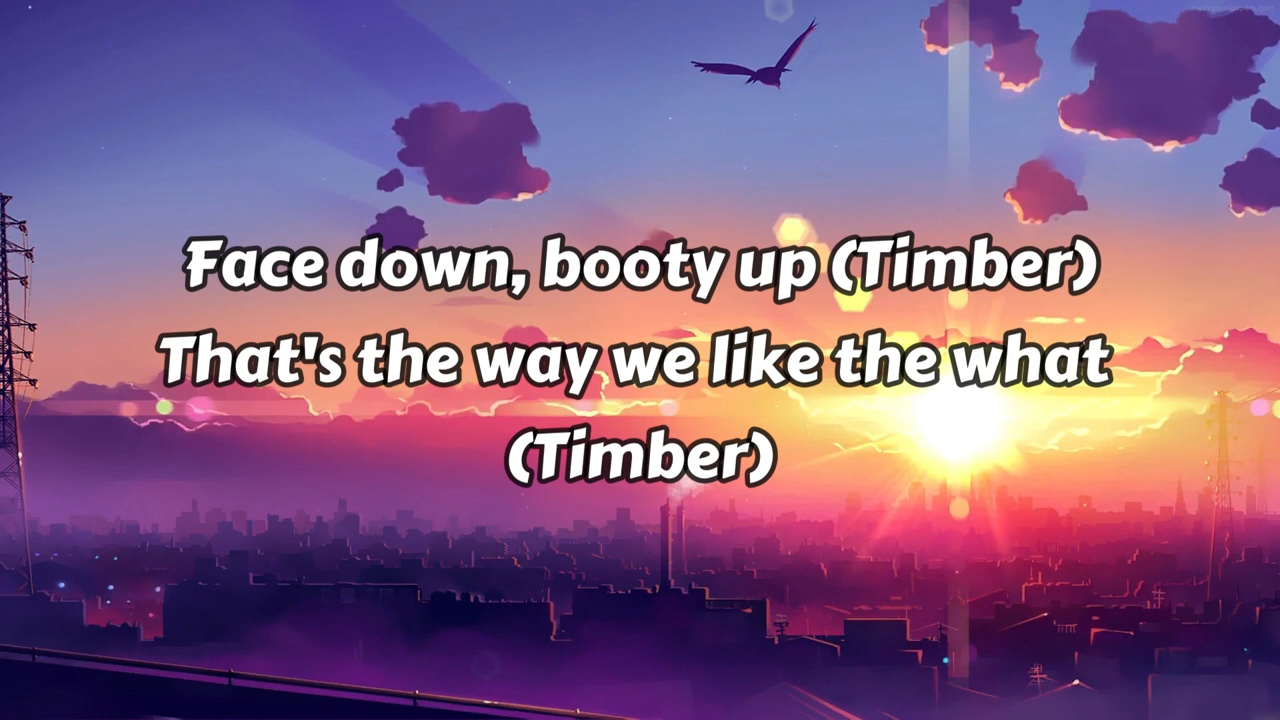 Face down, booty up (Timber)
That's the way we like the what
(Timber)